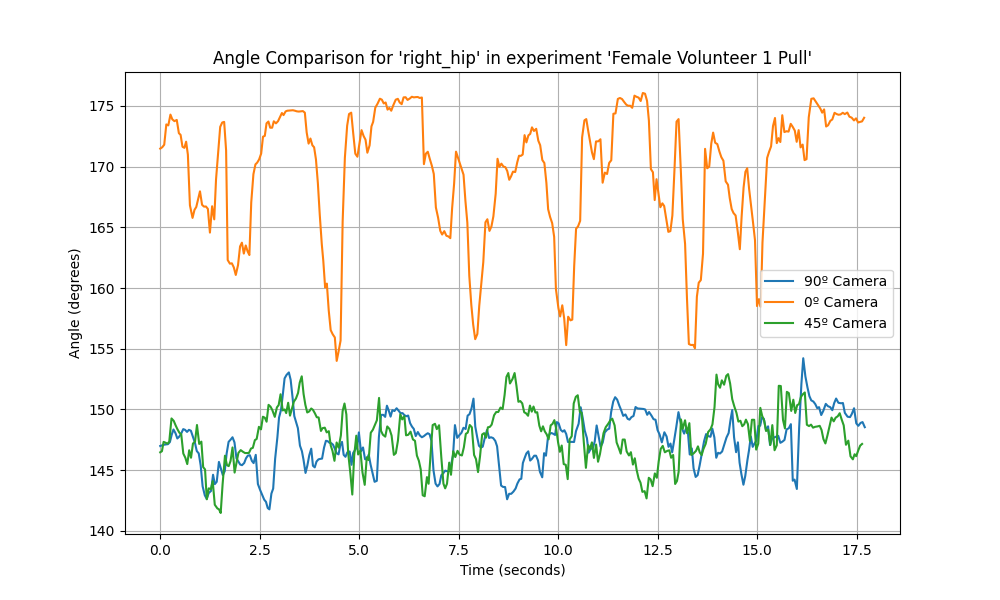 Angle Comparison for 'right_hip' in experiment 'Female Volunteer 1 Pull'
175
170
165
160
155
150
145
140
Angle (degrees)
90º Camera
0º Camera
45º Camera
0.0 2.5 5.0 7.5 10.0 12.5 15.0 17.5
Time (seconds)